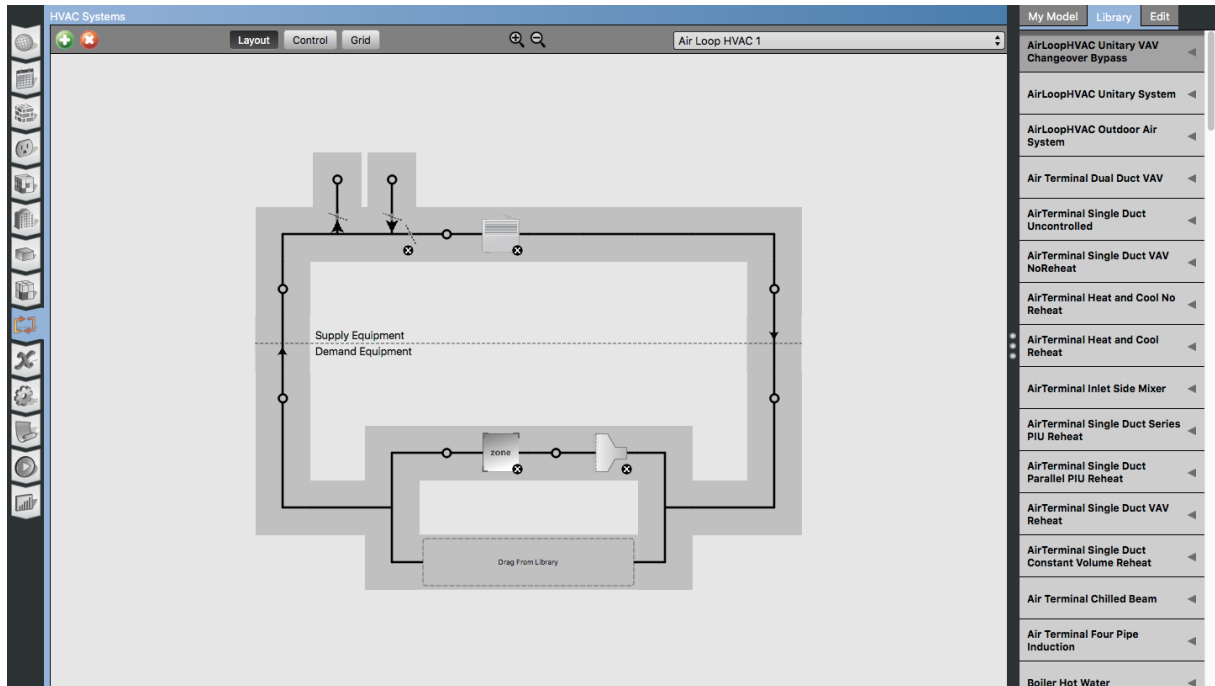 HVAC Systems
Layout
Control
Grid
Air Loop HVAC 1
My Model
Library
Edit
Supply Equipment
Demand Equipment
zone
Drag From Library
AirLoopHVAC Unitary VAV
Changeover Bypass
AirLoopHVAC Unitary System
AirLoopHVAC Outdoor Air
System
Air Terminal Dual Duct VAV
AirTerminal Single Duct
Uncontrolled
AirTerminal Single Duct VAV
NoReheat
AirTerminal Heat and Cool No
Reheat
AirTerminal Heat and Cool
Reheat
AirTerminal Inlet Side Mixer
AirTerminal Single Duct Series
PIU Reheat
AirTerminal Single Duct
Parallel PIU Reheat
AirTerminal Single Duct VAV
Reheat
AirTerminal Single Duct
Constant Volume Reheat
Air Terminal Chilled Beam
Air Terminal Four Pipe
Induction
Boiler Hot Water